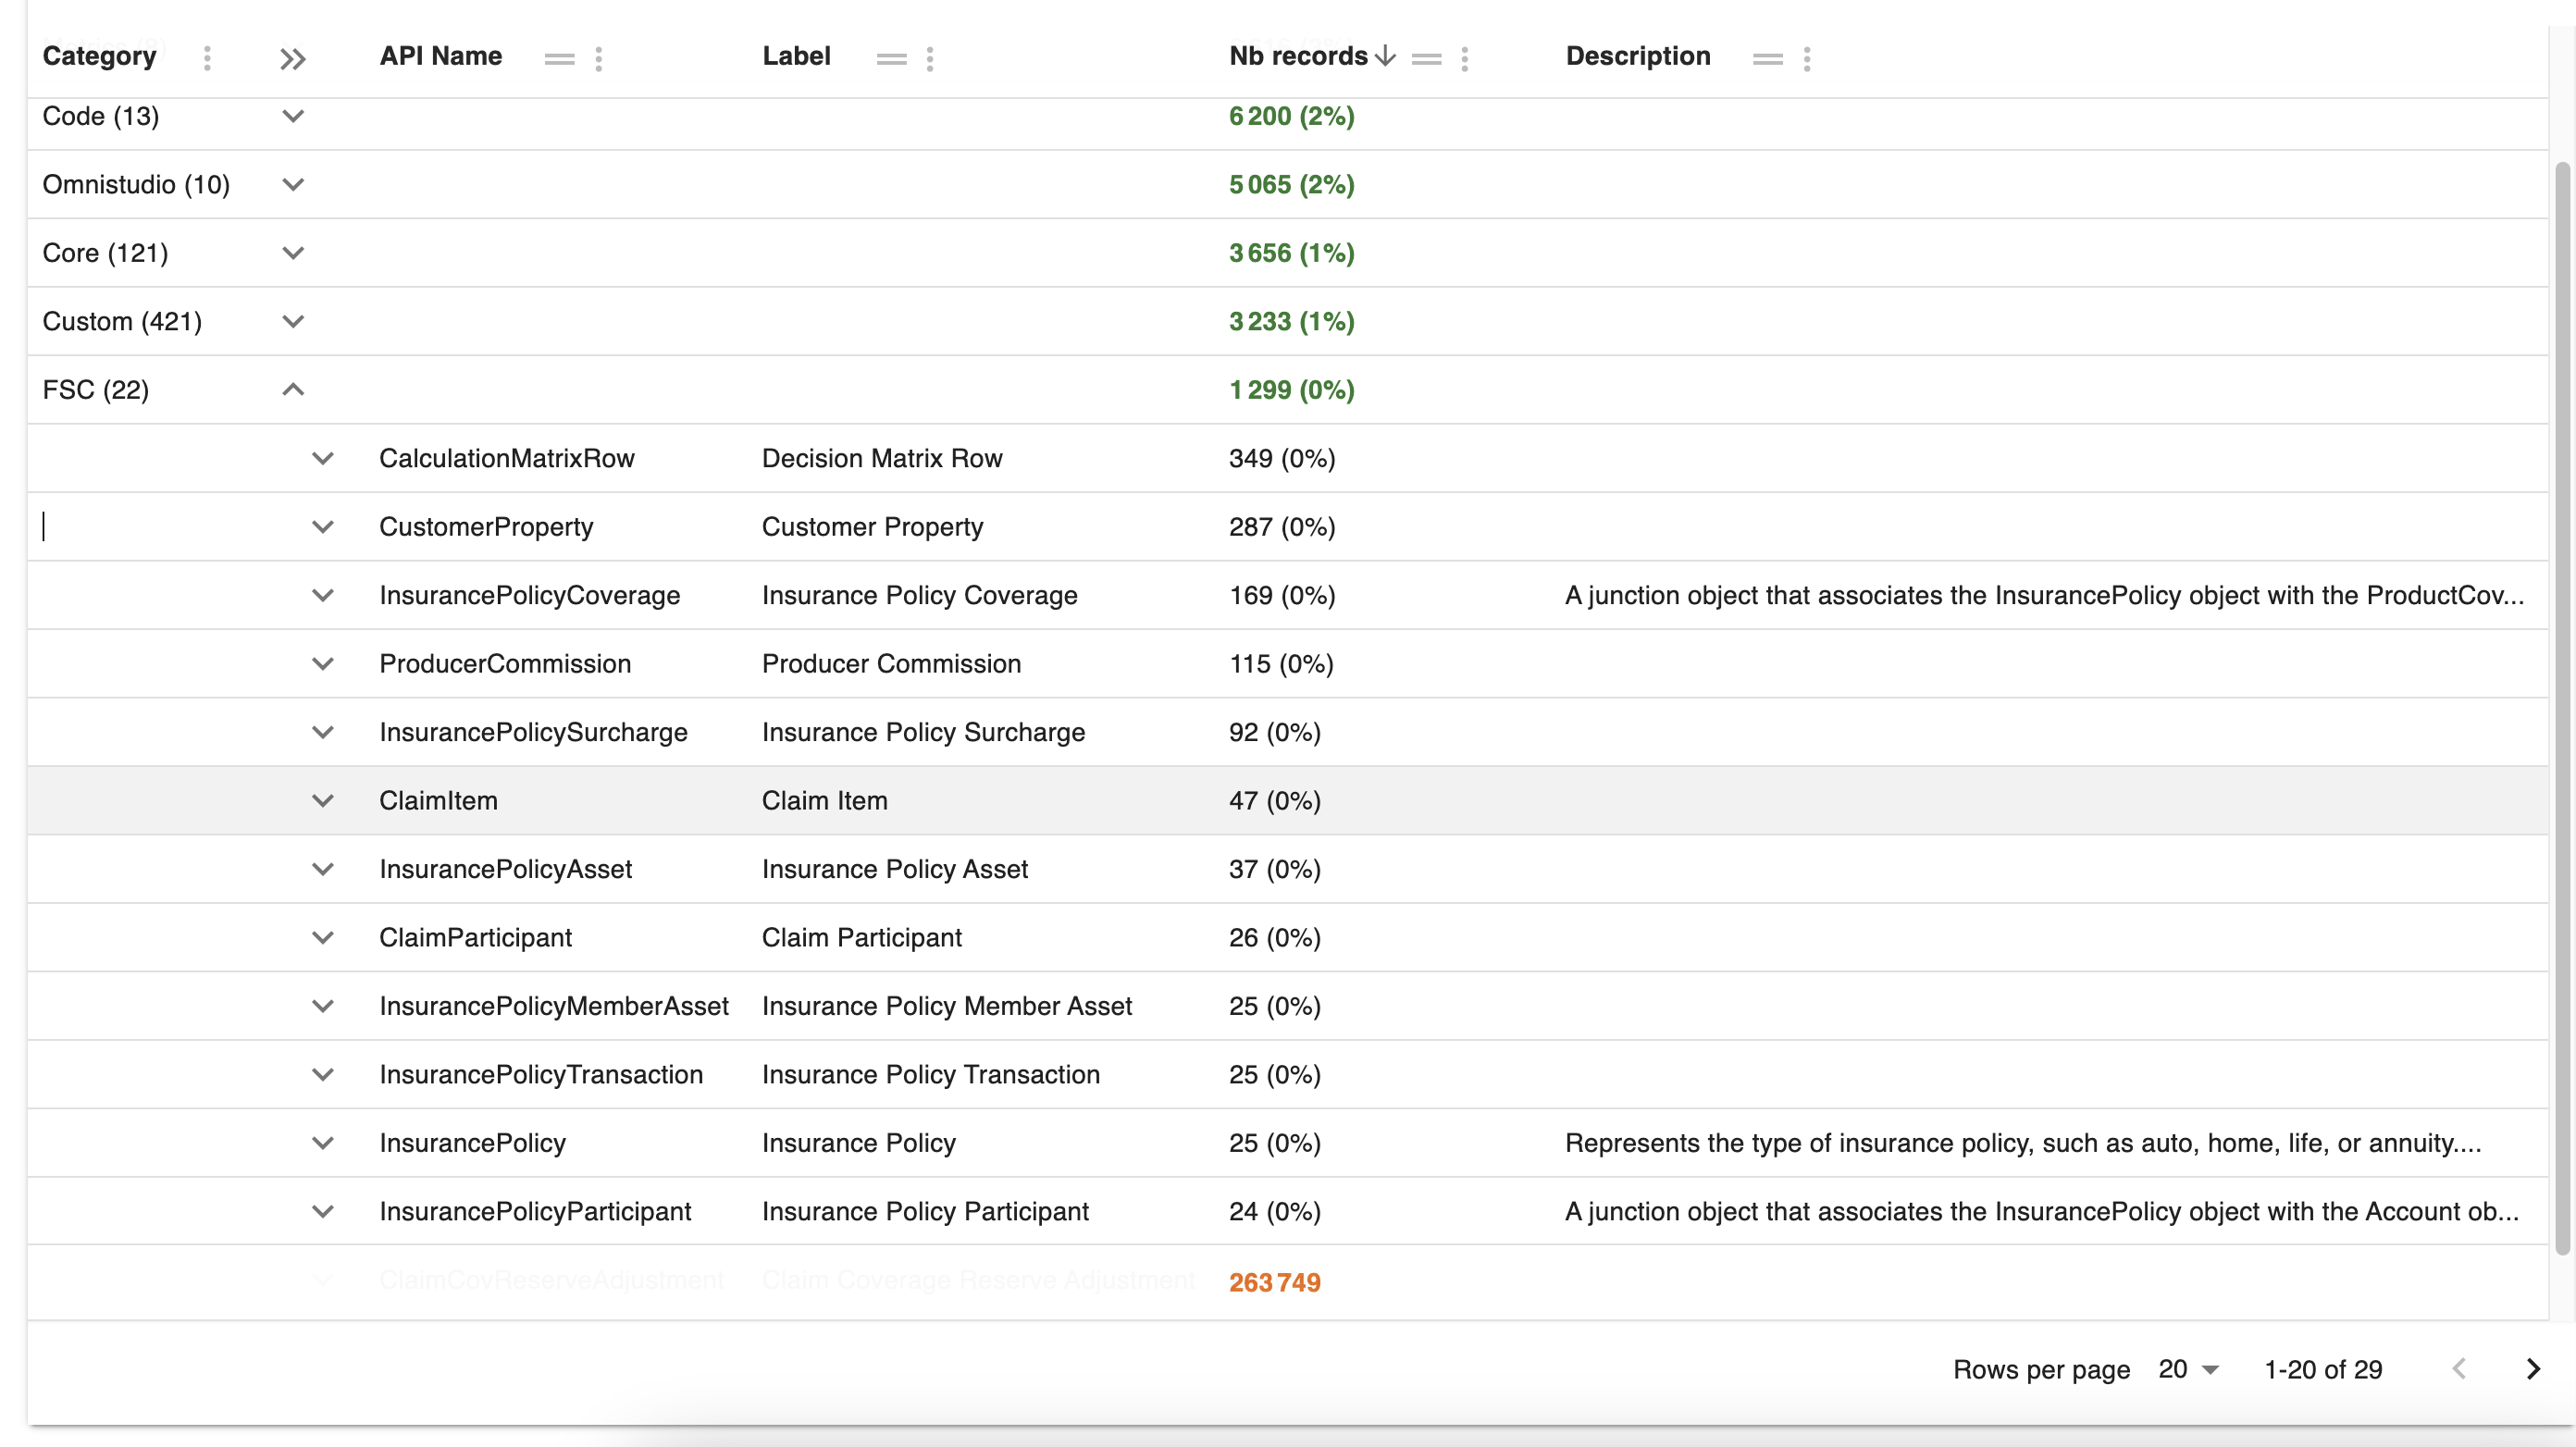 Category API Name Label Nb records Description
Code (13) 6 200 (2%)
Omnistudio (10) 5 065 (2%)
Core (121) 3 656 (1%)
Custom (421) 3 233 (1%)
FSC (22) 1 299 (0%)
CalculationMatrixRow Decision Matrix Row 349 (0%)
CustomerProperty Customer Property 287 (0%)
InsurancePolicyCoverage Insurance Policy Coverage 169 (0%) A junction object that associates the InsurancePolicy object with the ProductCov...
ProducerCommission Producer Commission 115 (0%)
InsurancePolicySurcharge Insurance Policy Surcharge 92 (0%)
ClaimItem Claim Item 47 (0%)
InsurancePolicyAsset Insurance Policy Asset 37 (0%)
ClaimParticipant Claim Participant 26 (0%)
InsurancePolicyMemberAsset Insurance Policy Member Asset 25 (0%)
InsurancePolicyTransaction Insurance Policy Transaction 25 (0%)
InsurancePolicy Insurance Policy 25 (0%) Represents the type of insurance policy, such as auto, home, life, or annuity....
InsurancePolicyParticipant Insurance Policy Participant 24 (0%) A junction object that associates the InsurancePolicy object with the Account ob...
ClaimCovReserveAdjustment Claim Coverage Reserve Adjustment 263 749
Rows per page 20 1-20 of 29